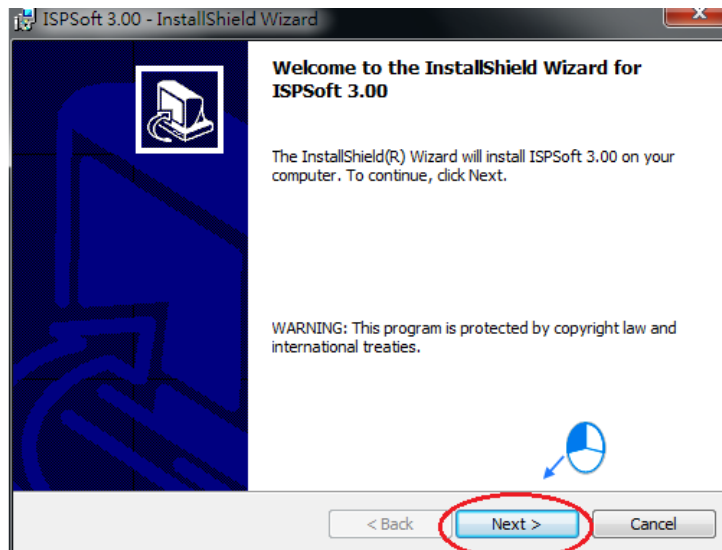 ISPSoft 3.00 - InstallShield Wizard
Welcome to the InstallShield Wizard for
ISPSoft 3.00
The InstallShield(R) Wizard will install ISPSoft 3.00 on your
computer. To continue, click Next.
WARNING: This program is protected by copyright law and
international treaties.
< Back
Next >
Cancel